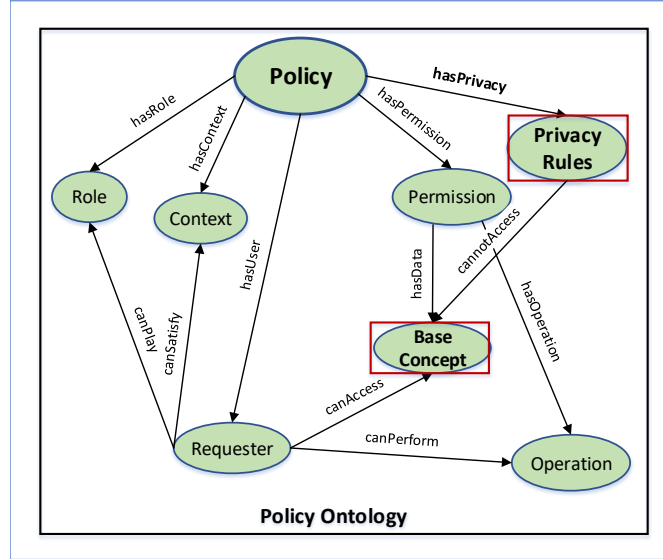 Policy
hasPrivacy
hasRole
hasContext
hasPermission
Privacy
Rules
Role
Context
Permission
hasUser
hasData
cannotAccess
hasOperation
canPlay
canSatisfy
Base
Concept
canAccess
Requester
canPerform
Operation
Policy Ontology